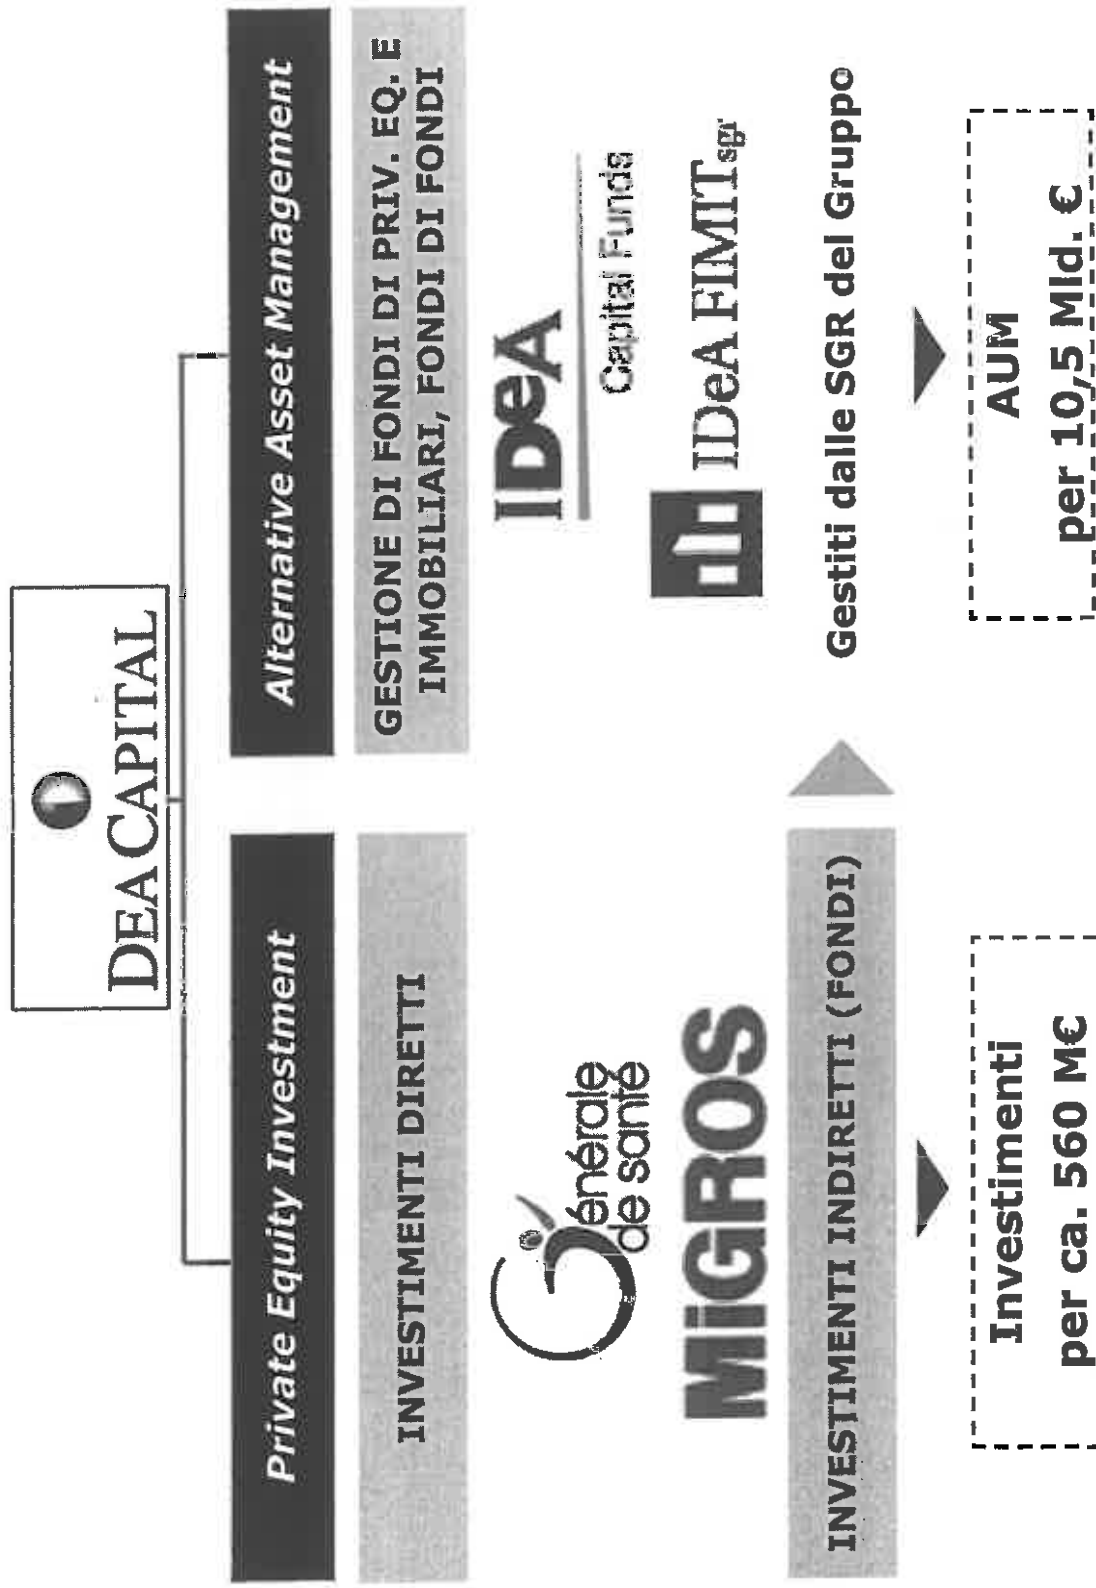 DEA CAPITAL
Private Equity Investment
INVESTIMENTI DIRETTI
Générale
de santé
MiGROS
INVESTIMENTI INDIRETTI (FONDI)
Investimenti
per ca. 560 M€
Alternative Asset Management
GESTIONE DI FONDI DI PRIV. EQ. E
IMMOBILIARI, FONDI DI FONDI
IDeA
Capital Funds
IDeA FIMIT sgr
Gestiti dalle SGR del Gruppo
AUM
per 10,5 Mld. €